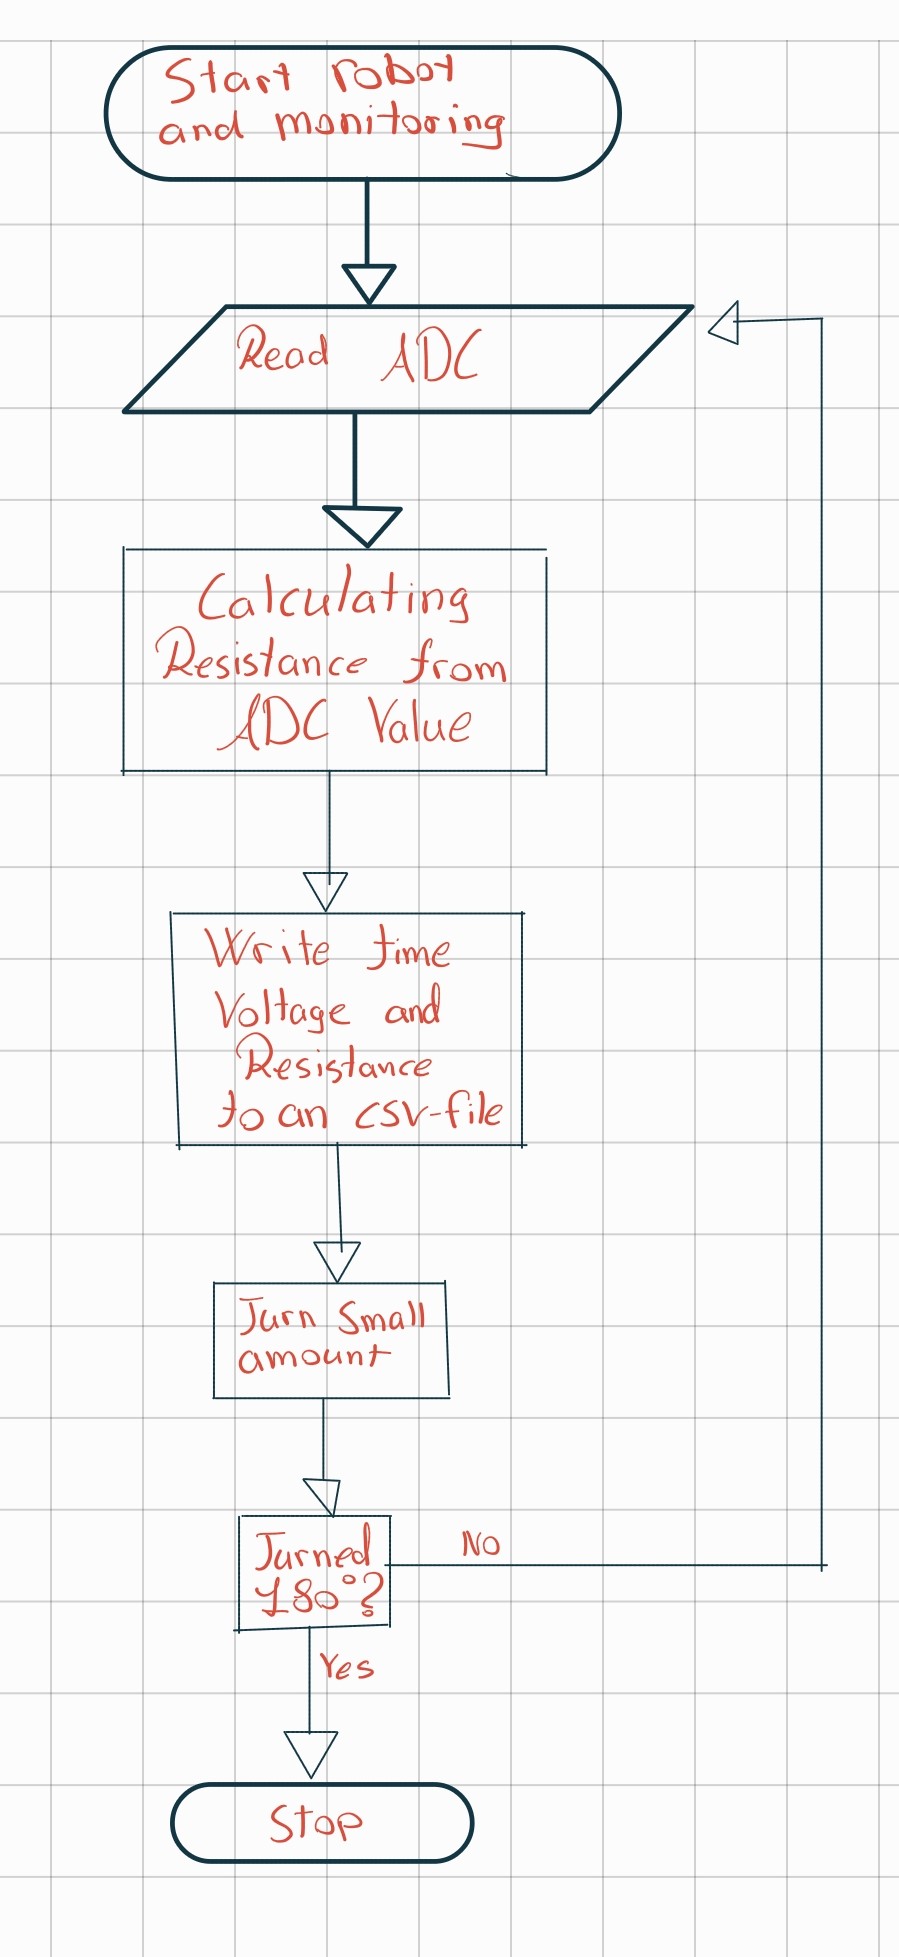 Start robot
and monitoring
Read ADC
Calculating
Resistance from
ADC Value
Write time
Voltage and
Resistance
to an CSV-file
Turn Small
amount
Turned
180°?
NO
Yes
Stop